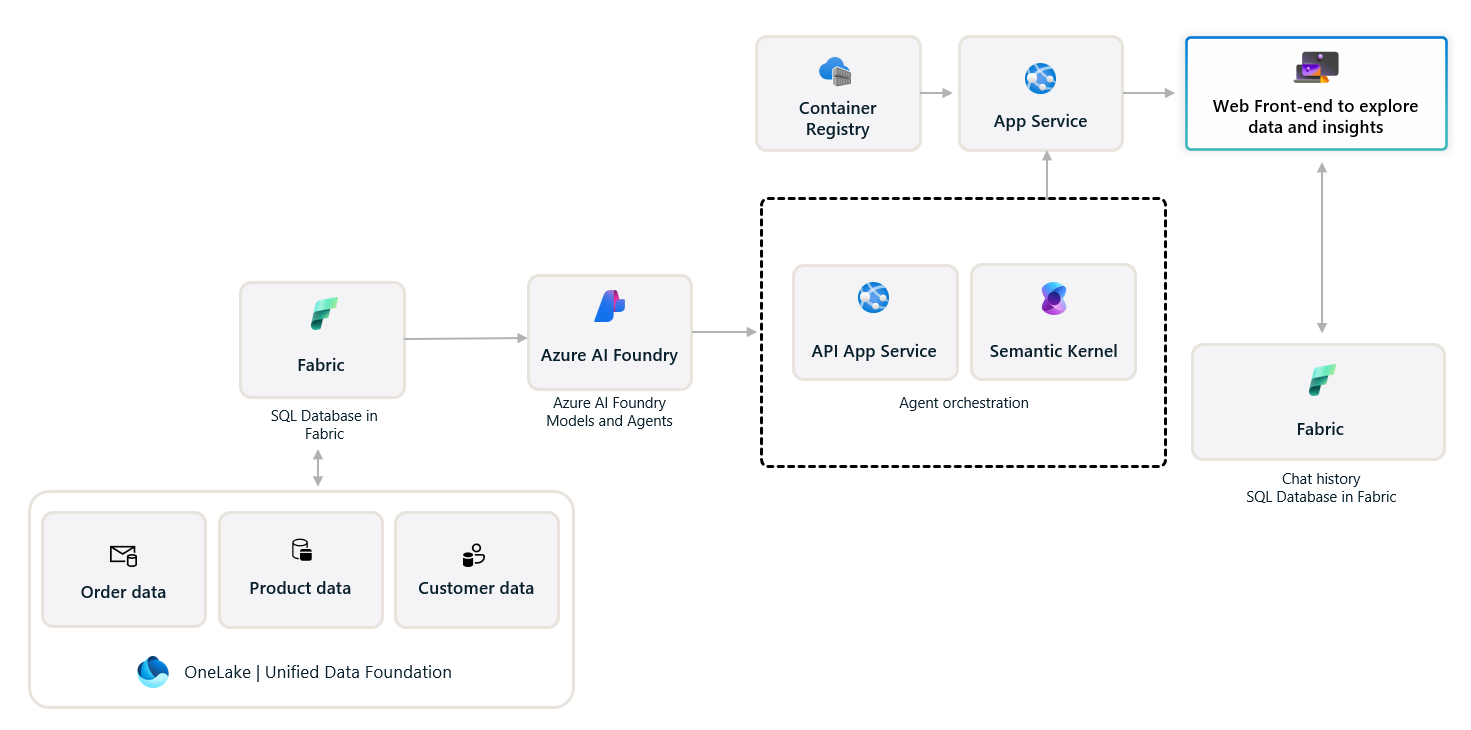 Container
Registry
App Service
Web Front-end to explore
data and insights
Fabric
SQL Database in
Fabric
Azure AI Foundry
Azure AI Foundry
Models and Agents
API App Service
Semantic Kernel
Agent orchestration
Fabric
Chat history
SQL Database in Fabric
Order data
Product data
Customer data
OneLake | Unified Data Foundation